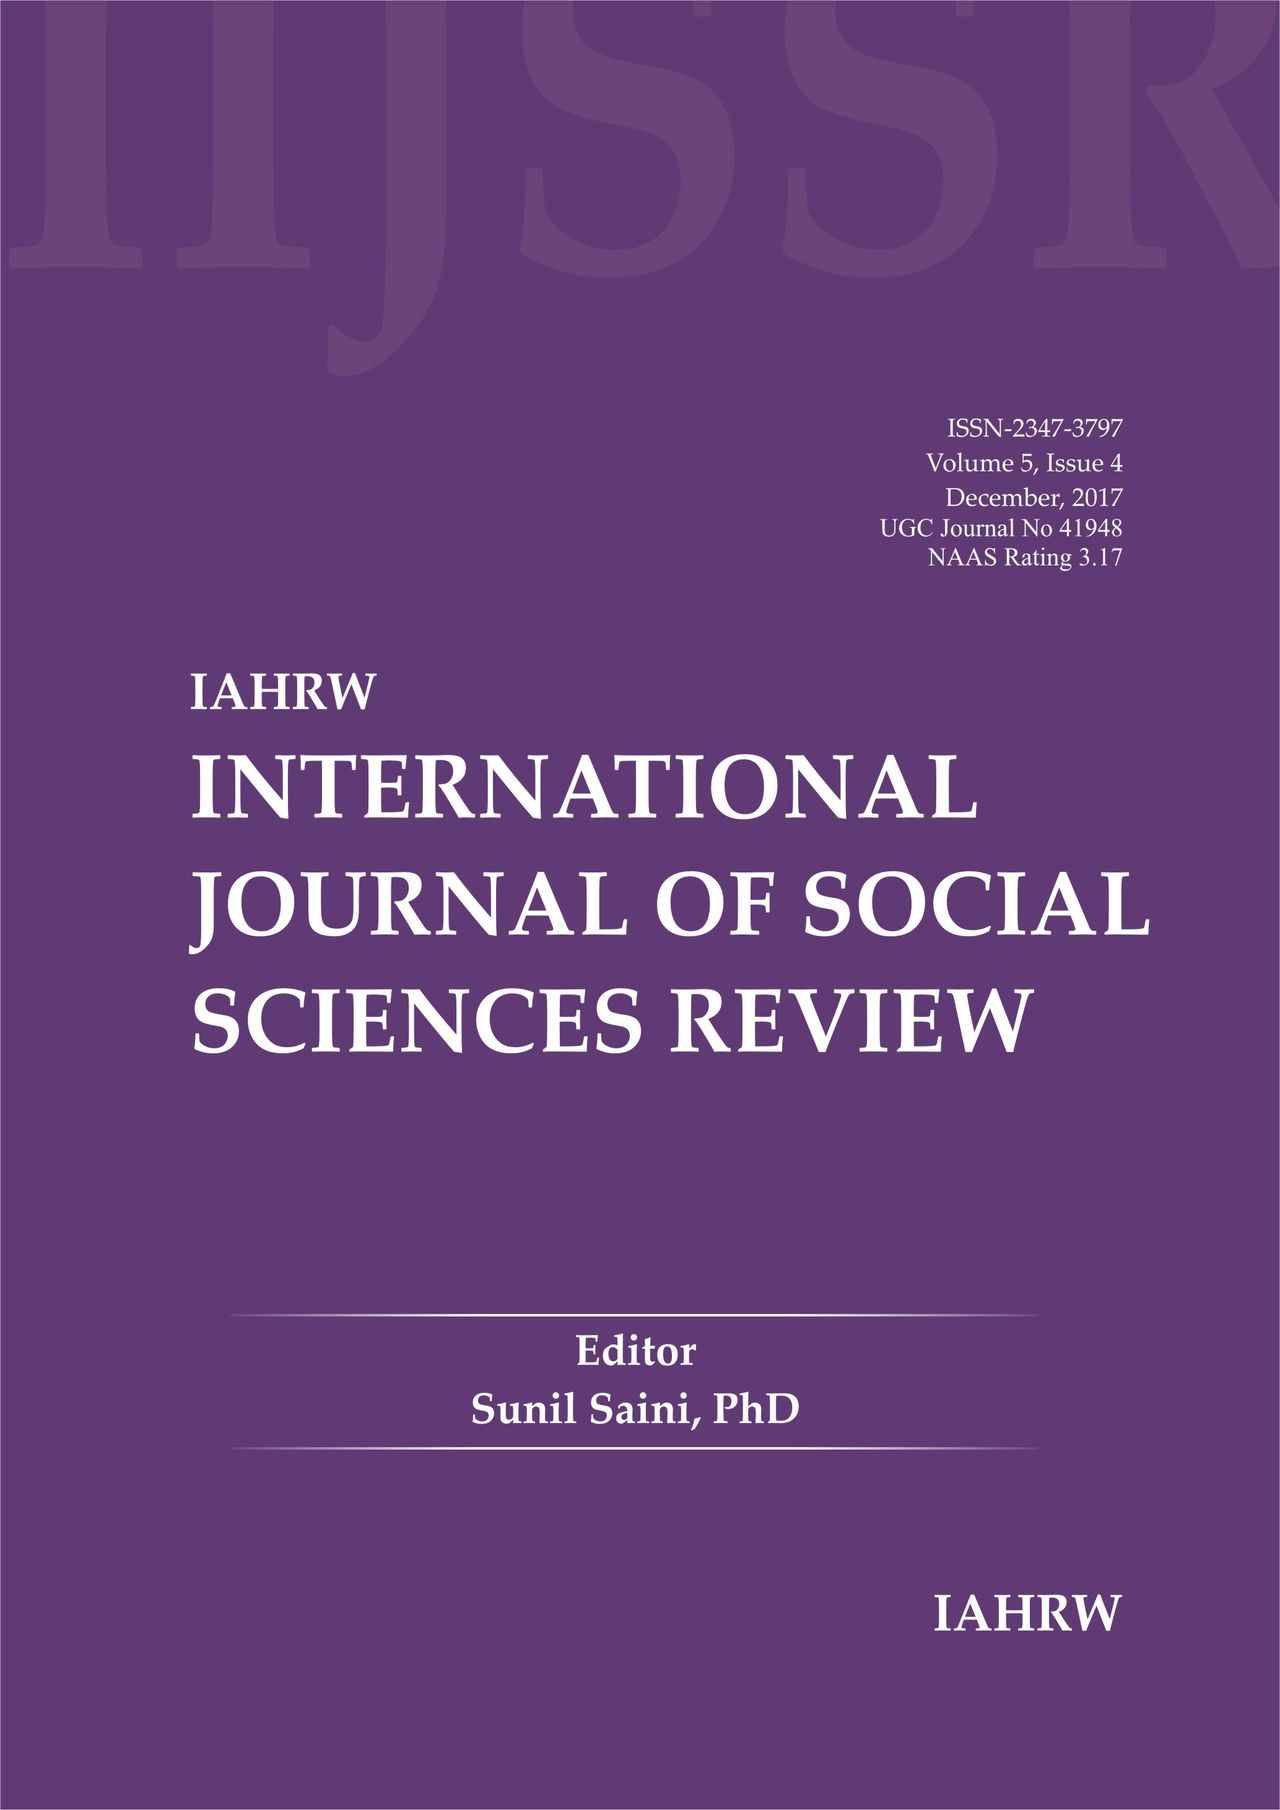 IIJSSR
ISSN-2347-3797
Volume 5, Issue 4
December, 2017
UGC Journal No 41948
NAAS Rating 3.17
IAHRW
INTERNATIONAL
JOURNAL OF SOCIAL
SCIENCES REVIEW
Editor
Sunil Saini, PhD
IAHRW